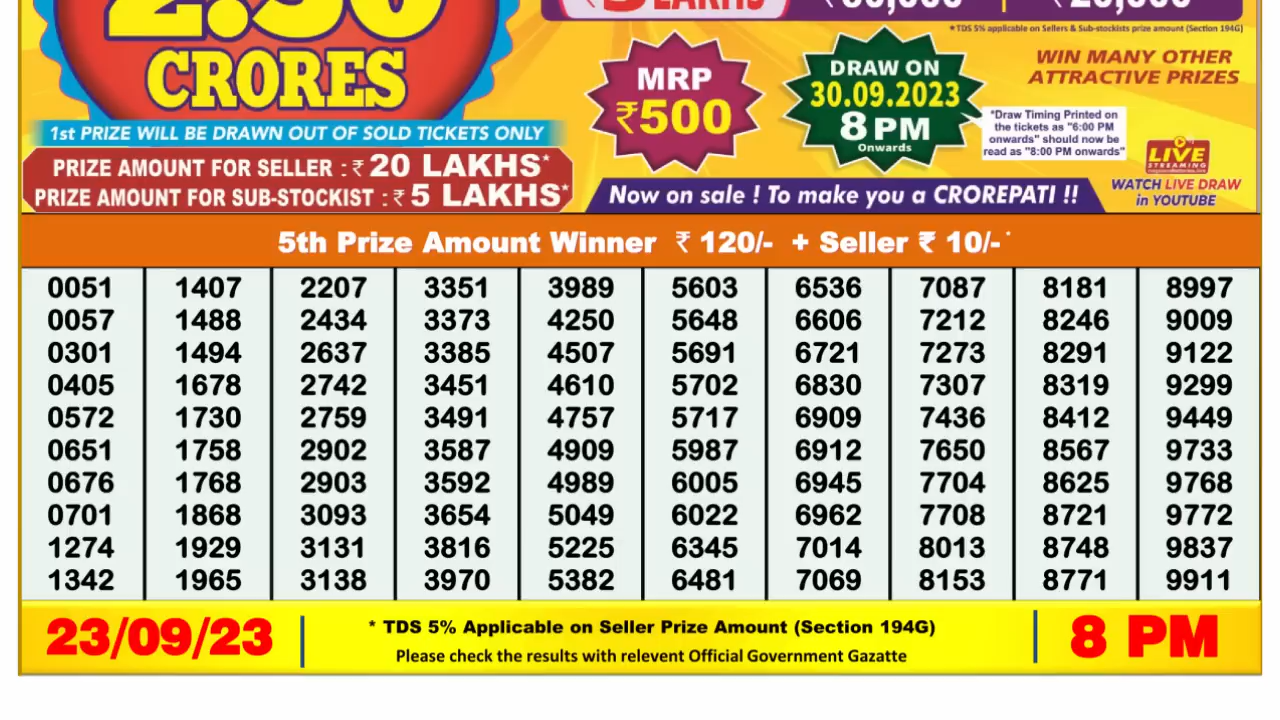 CRORES
1st PRIZE WILL BE DRAWN OUT OF SOLD TICKETS ONLY
PRIZE AMOUNT FOR SELLER : ₹ 20 LAKHS*
PRIZE AMOUNT FOR SUB-STOCKIST : ₹ 5 LAKHS*
* TDS 5% applicable on Sellers & Sub-stockists prize amount (Section 194G)
MRP
₹500
DRAW ON
30.09.2023
8 PM
Onwards
WIN MANY OTHER
ATTRACTIVE PRIZES
*Draw Timing Printed on
the tickets as "6:00 PM
onwards" should now be
read as "8:00 PM onwards"
LIVE
STREAMING
WATCH LIVE DRAW
in YOUTUBE
Now on sale ! To make you a CROREPATI !!
5th Prize Amount Winner ₹ 120/- + Seller ₹ 10/- *
0051 1407 2207 3351 3989 5603 6536 7087 8181 8997
0057 1488 2434 3373 4250 5648 6606 7212 8246 9009
0301 1494 2637 3385 4507 5691 6721 7273 8291 9122
0405 1678 2742 3451 4610 5702 6830 7307 8319 9299
0572 1730 2759 3491 4757 5717 6909 7436 8412 9449
0651 1758 2902 3587 4909 5987 6912 7650 8567 9733
0676 1768 2903 3592 4989 6005 6945 7704 8625 9768
0701 1868 3093 3654 5049 6022 6962 7708 8721 9772
1274 1929 3131 3816 5225 6345 7014 8013 8748 9837
1342 1965 3138 3970 5382 6481 7069 8153 8771 9911
23/09/23
* TDS 5% Applicable on Seller Prize Amount (Section 194G)
Please check the results with relevent Official Government Gazatte
8 PM